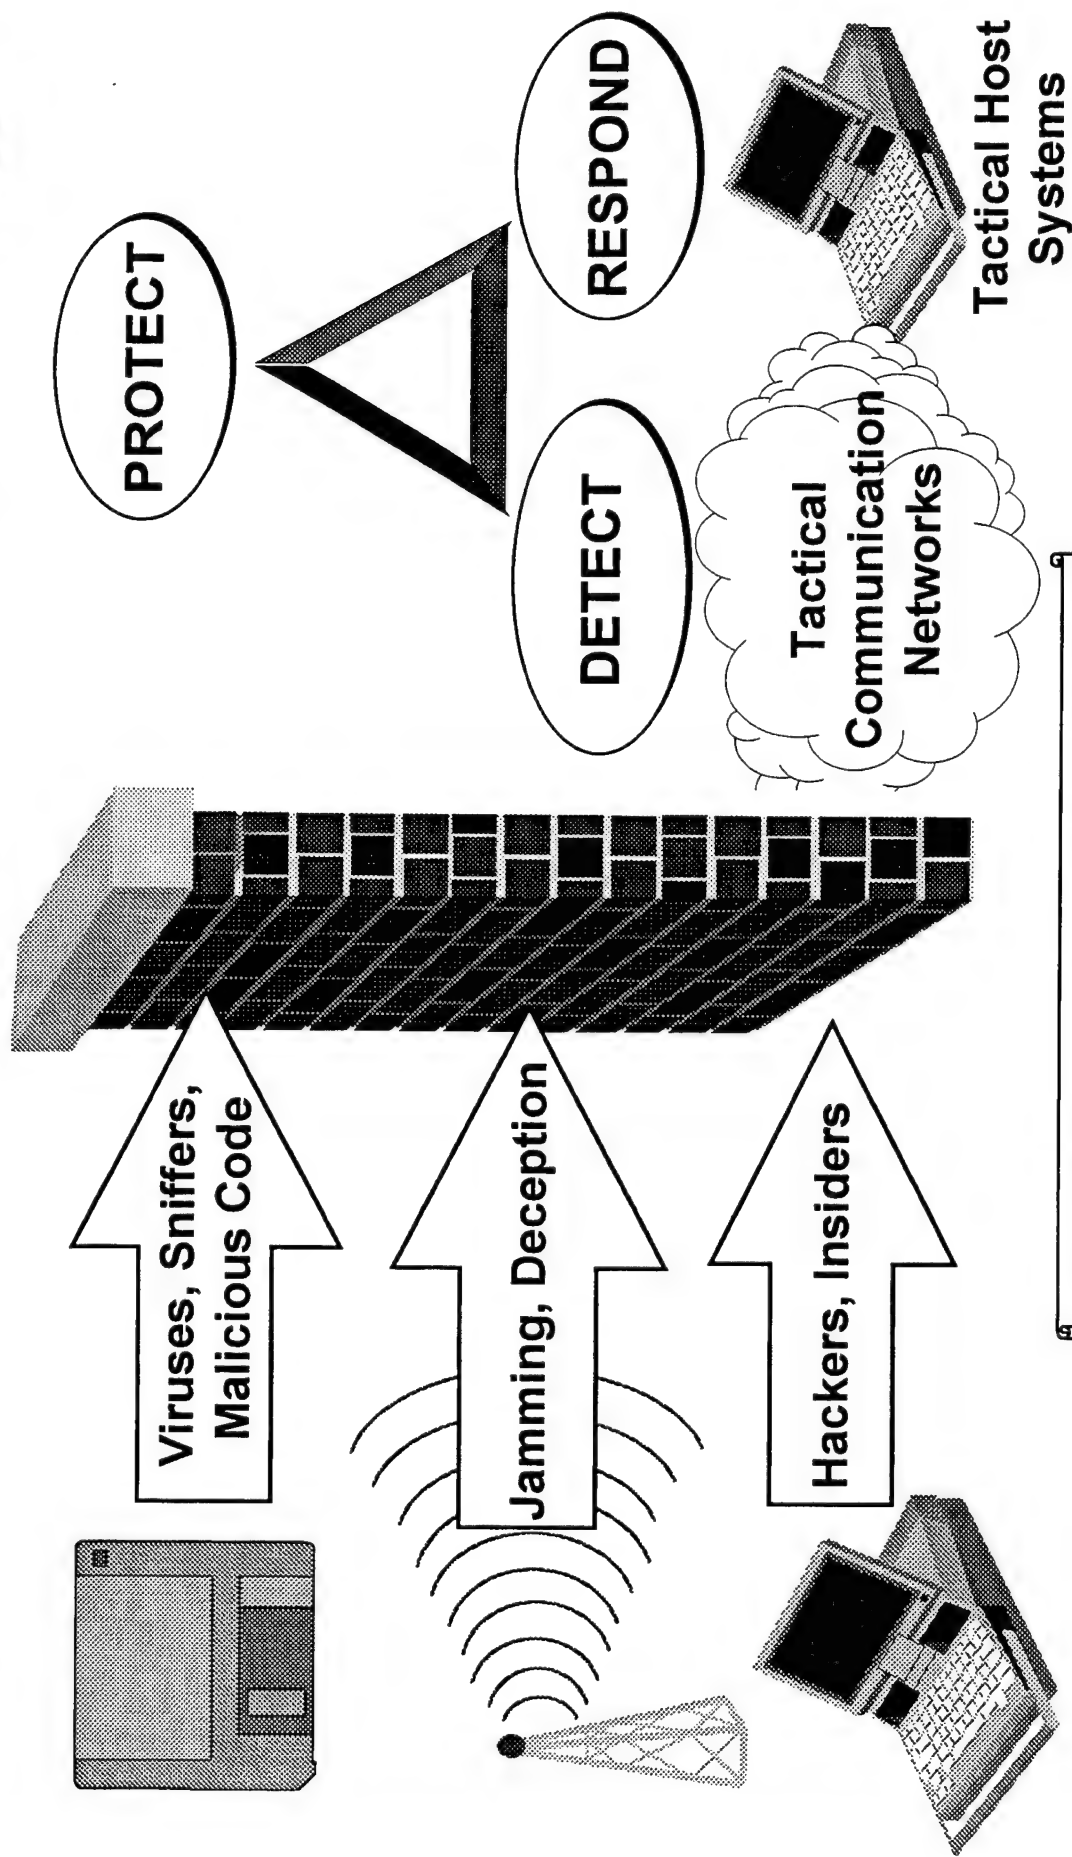 PROTECT
DETECT
RESPOND
Viruses, Sniffers,
Malicious Code
Jamming, Deception
Hackers, Insiders
Tactical
Communication
Networks
Tactical Host
Systems